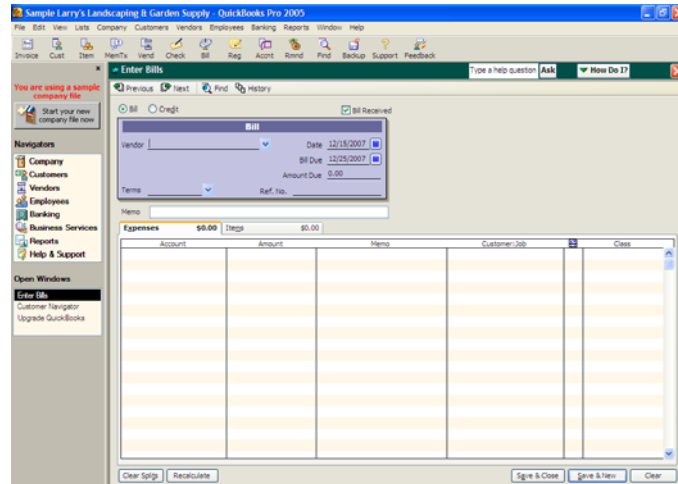 Sample Larry's Landscaping & Garden Supply - QuickBooks Pro 2005
File Edit View Lists Company Customers Vendors Employees Banking Reports Window Help
Invoice Cust Item MemTx Vend Check Bill Reg Accnt Rmnd Find Backup Support Feedback
Enter Bills Type a help question Ask How Do I?
You are using a sample company file
Previous Next Find History
Start your new company file now
Bill Credit Bill Received
Bill
Navigators
Vendor Date 12/15/2007
Company Bill Due 12/25/2007
Customers Amount Due 0.00
Vendors
Employees Terms Ref. No.
Banking Memo
Business Services Expenses $0.00 Items $0.00
Reports Account Amount Memo Customer:Job Class
Help & Support
Open Windows
Enter Bills
Customer Navigator
Upgrade QuickBooks
Clear Splits Recalculate Save & Close Save & New Clear